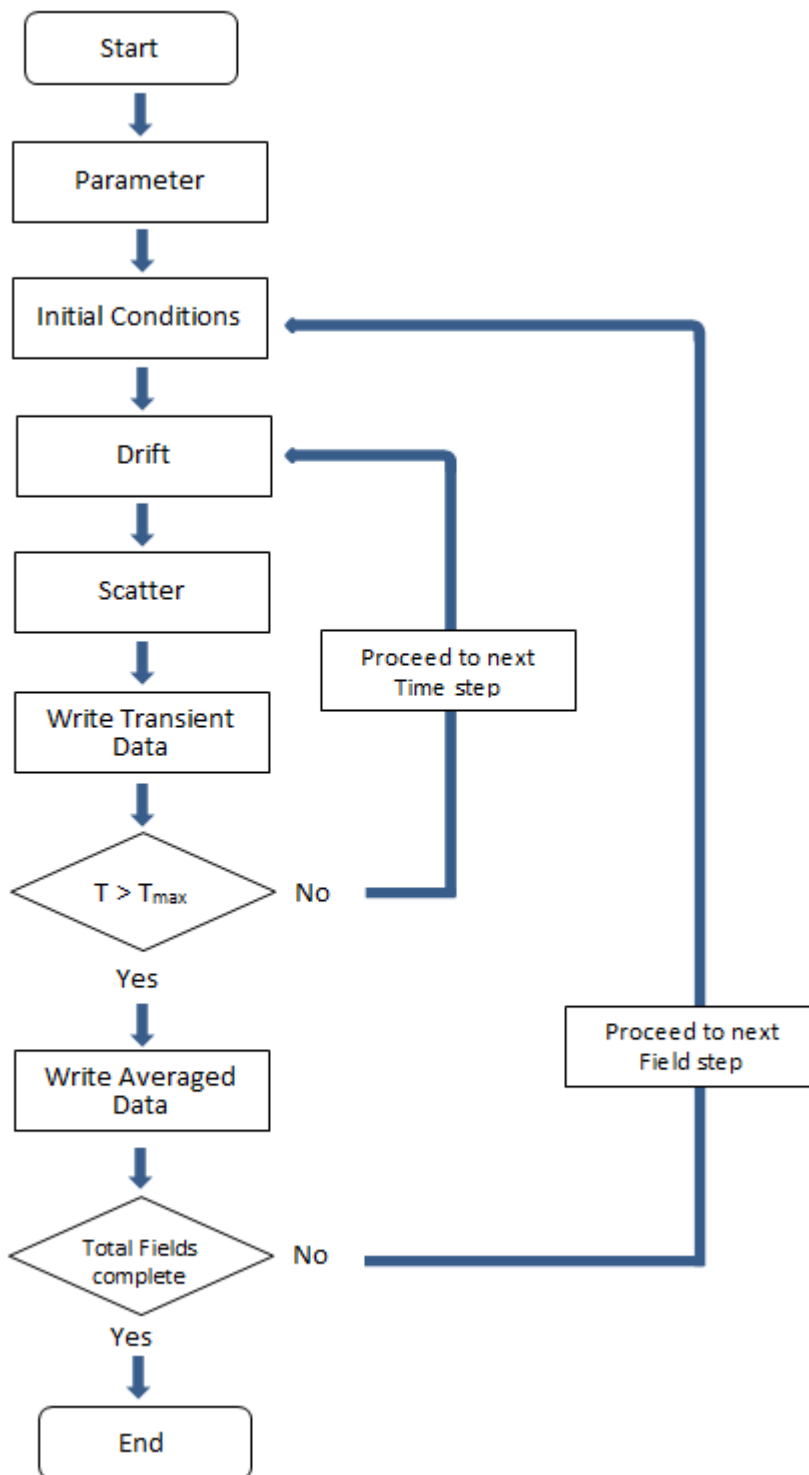 Start
Parameter
Initial Conditions
Drift
Scatter
Proceed to next
Time step
Write Transient
Data
T > Tmax
No
Yes
Proceed to next
Field step
Write Averaged
Data
Total Fields
complete
No
Yes
End